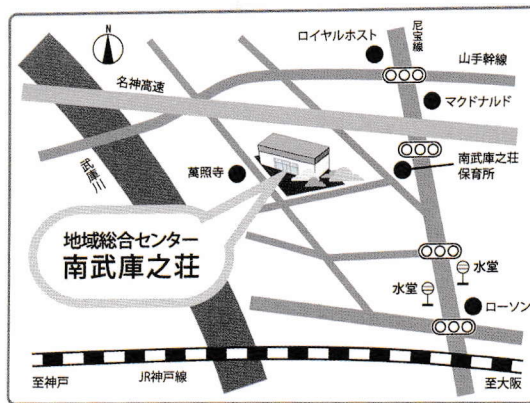 N
ロイヤルホスト
尼宝線
山手幹線
名神高速
マクドナルド
武庫川
萬照寺
南武庫之荘
保育所
地域総合センター
南武庫之荘
水堂
水堂
ローソン
至神戸
JR神戸線
至大阪